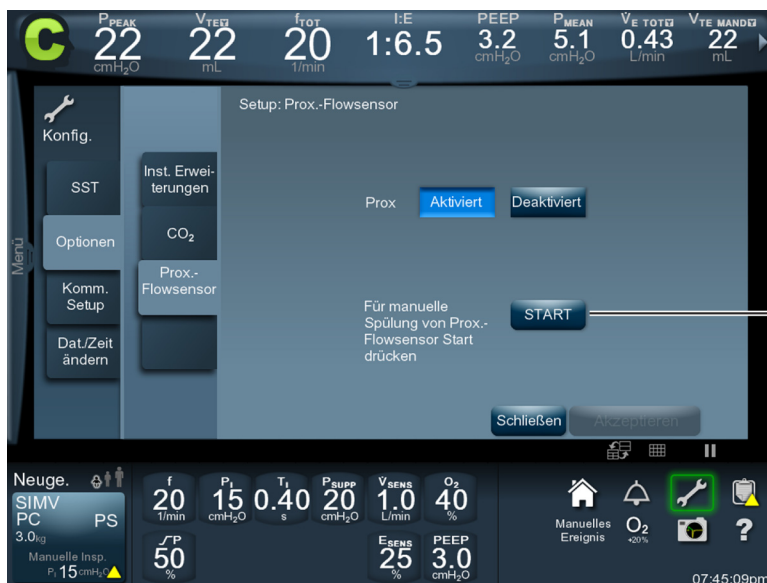 C
PPEAK VTE fTOT I:E PEEP PMEAN V̇E TOT VTE MAND
22 22 20 1:6.5 3.2 5.1 0.43 22
cmH2O mL 1/min cmH2O cmH2O L/min mL
Menü
Konfig.
SST
Optionen
Komm.
Setup
Dat./Zeit
ändern
Inst. Erwei-
terungen
CO2
Prox.-
Flowsensor
Setup: Prox.-Flowsensor
Prox Aktiviert Deaktiviert
Für manuelle
Spülung von Prox.-
Flowsensor Start
drücken
START
Schließen Akzeptieren
Neuge.
SIMV
PC PS
3.0kg
Manuelle Insp.
PI 15 cmH2O
f PI TI PSUPP V̇SENS O2
20 15 0.40 20 1.0 40
1/min cmH2O s cmH2O L/min %
P ESENS PEEP
50 25 3.0
% % cmH2O
Manuelles
Ereignis
O2
+20%
?
07:45:09pm